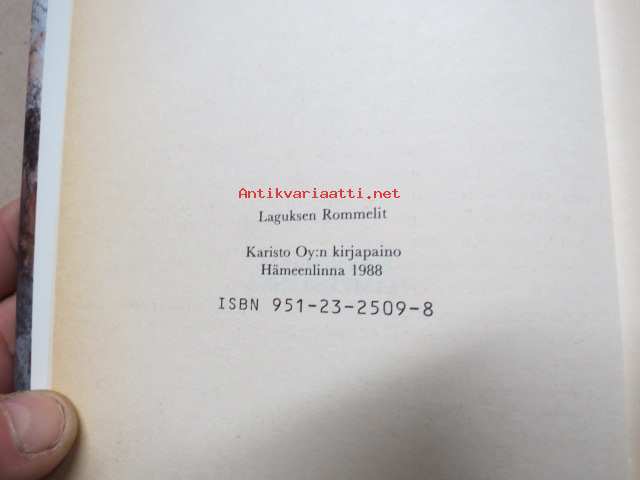 Antikvariaatti.net
Laguksen Rommelit
Karisto Oy:n kirjapaino
Hämeenlinna 1988
ISBN 951-23-2509-8